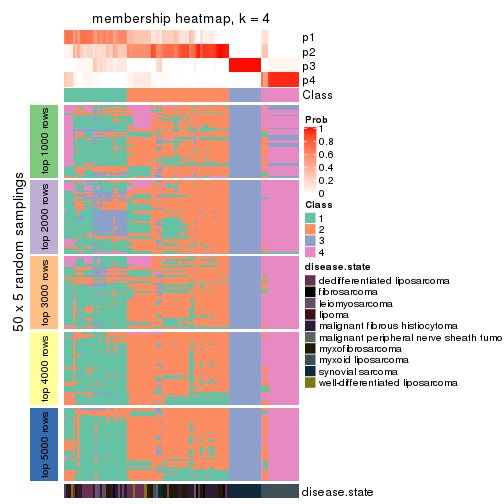 membership heatmap, k = 4
p1
p2
p3
p4
Class
50 x 5 random samplings
top 1000 rows
top 2000 rows
top 3000 rows
top 4000 rows
top 5000 rows
Prob
1
0.8
0.6
0.4
0.2
0
Class
1
2
3
4
disease.state
dedifferentiated liposarcoma
fibrosarcoma
leiomyosarcoma
lipoma
malignant fibrous histiocytoma
malignant peripheral nerve sheath tumo
myxofibrosarcoma
myxoid liposarcoma
synovial sarcoma
well-differentiated liposarcoma
disease.state